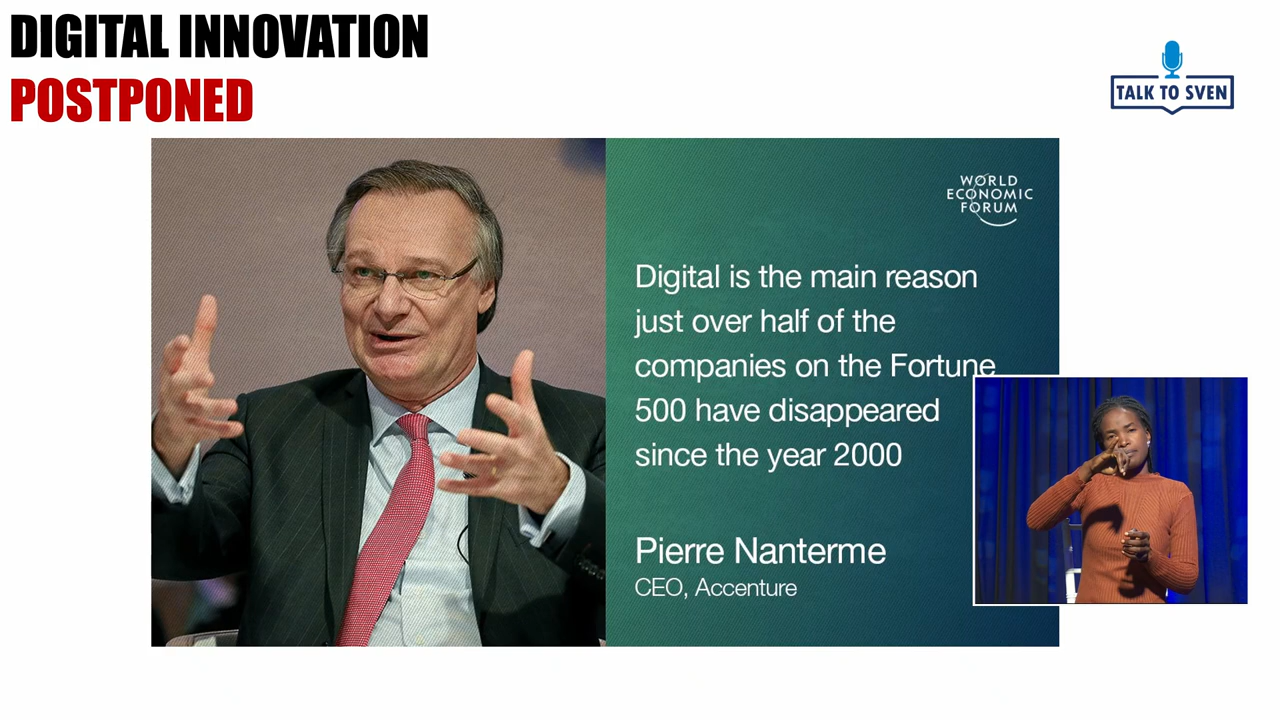 DIGITAL INNOVATION
POSTPONED
TALK TO SVEN
WORLD
ECONOMIC
FORUM
Digital is the main reason
just over half of the
companies on the Fortune
500 have disappeared
since the year 2000
Pierre Nanterme
CEO, Accenture